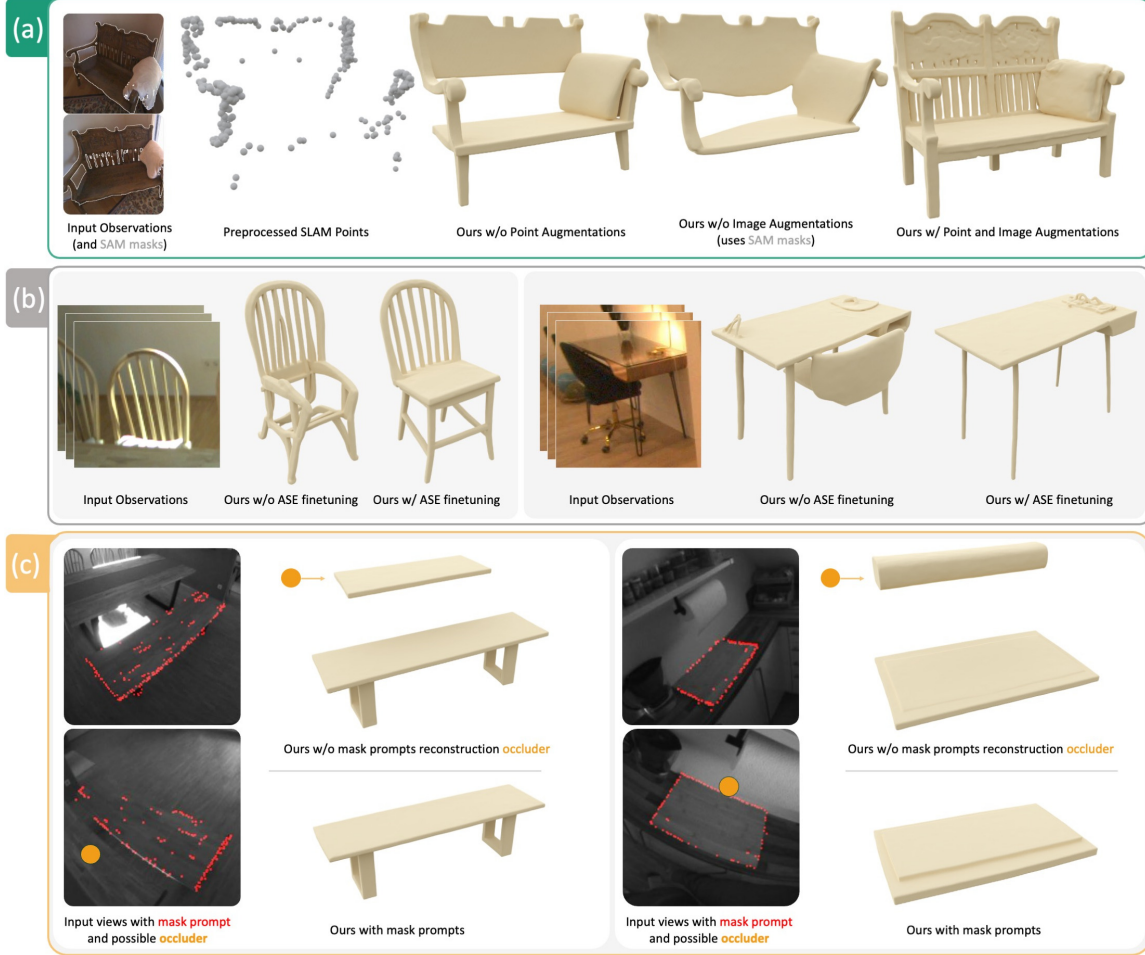 (a)
Input Observations
(and SAM masks)
Preprocessed SLAM Points
Ours w/o Point Augmentations
Ours w/o Image Augmentations
(uses SAM masks)
Ours w/ Point and Image Augmentations
(b)
Input Observations
Ours w/o ASE finetuning
Ours w/ ASE finetuning
Input Observations
Ours w/o ASE finetuning
Ours w/ ASE finetuning
(c)
Ours w/o mask prompts reconstruction occluder
Ours w/o mask prompts reconstruction occluder
Input views with mask prompt
and possible occluder
Ours with mask prompts
Input views with mask prompt
and possible occluder
Ours with mask prompts